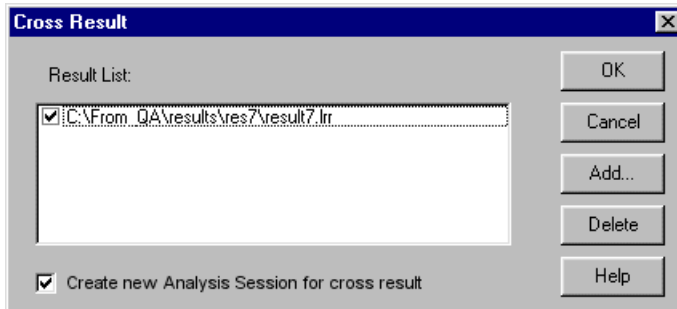 Cross Result
Result List:
OK
C:\From_QA\results\res7\result7.lrr
Cancel
Add...
Delete
Create new Analysis Session for cross result
Help